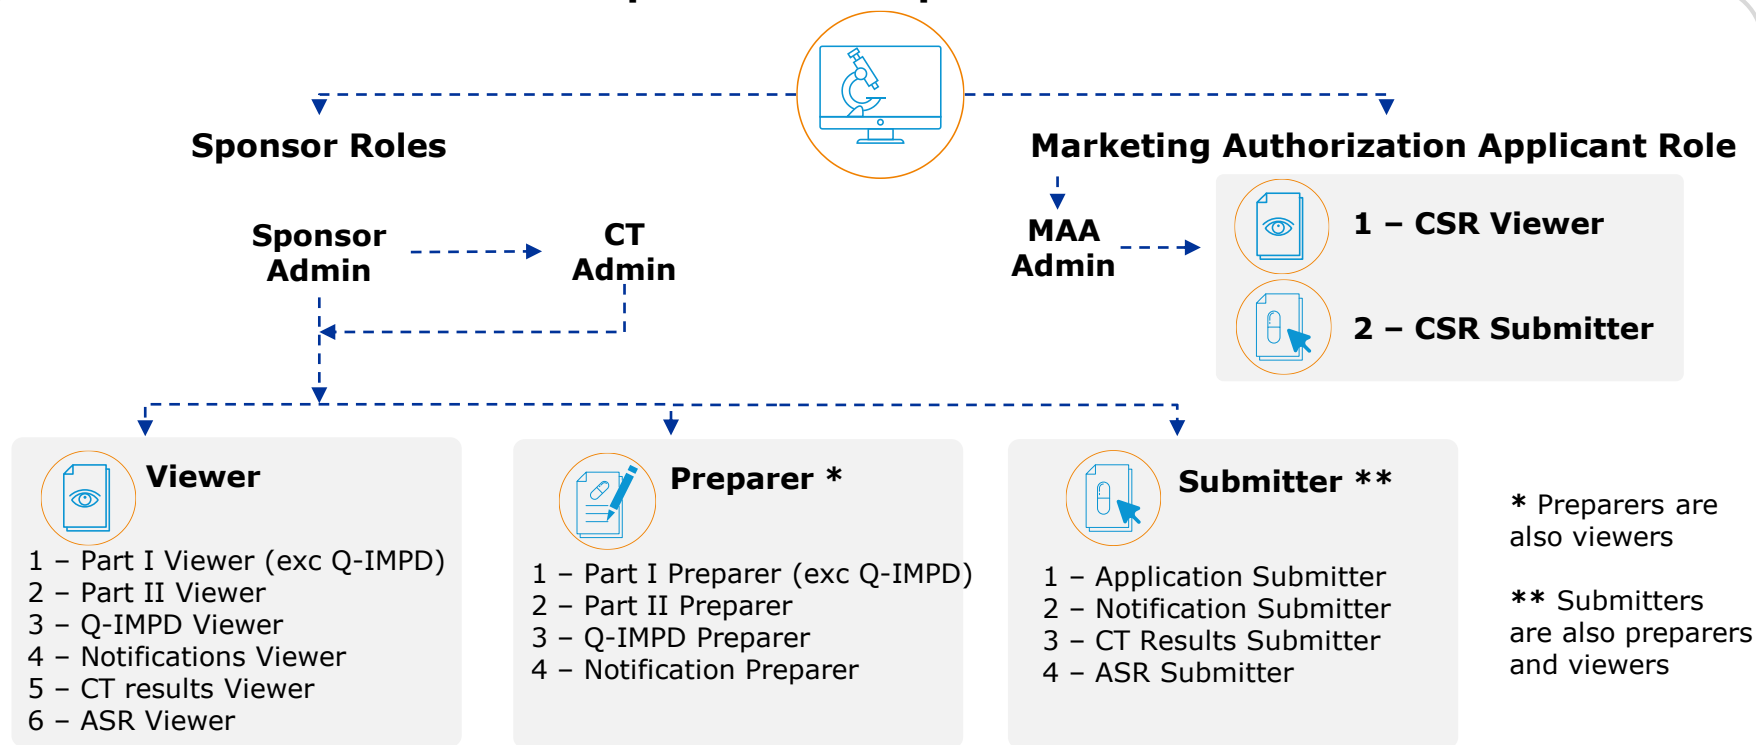 Sponsor Roles
Marketing Authorization Applicant Role
Sponsor
Admin
CT
Admin
MAA
Admin
1 – CSR Viewer
2 – CSR Submitter
Viewer
1 – Part I Viewer (exc Q-IMPD)
2 – Part II Viewer
3 – Q-IMPD Viewer
4 – Notifications Viewer
5 – CT results Viewer
6 – ASR Viewer
Preparer *
1 – Part I Preparer (exc Q-IMPD)
2 – Part II Preparer
3 – Q-IMPD Preparer
4 – Notification Preparer
Submitter **
1 – Application Submitter
2 – Notification Submitter
3 – CT Results Submitter
4 – ASR Submitter
* Preparers are
also viewers
** Submitters
are also preparers
and viewers